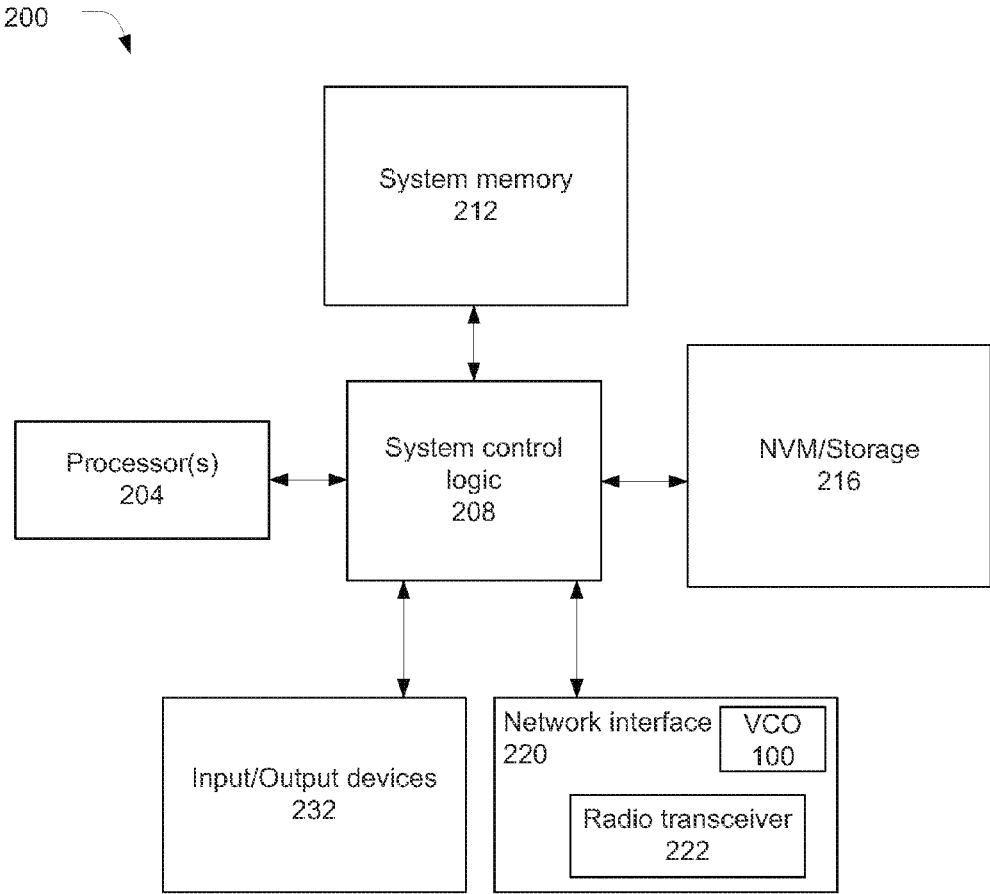 200
System memory
212
Processor(s)
204
System control
logic
208
NVM/Storage
216
Input/Output devices
232
Network interface
220
VCO
100
Radio transceiver
222